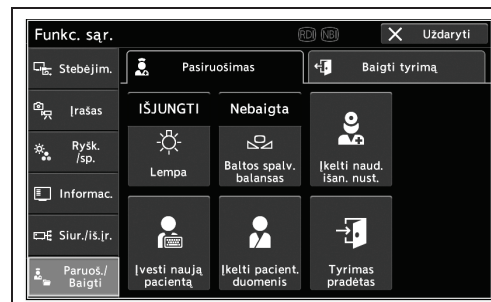 Funkc. sąr.
RDI NBI
Uždaryti
Stebėjim.
Pasiruošimas
Baigti tyrimą
Įrašas
IŠJUNGTI
Nebaigta
Ryšk.
/sp.
Lempa
Baltos spalv.
balansas
Įkelti naud.
išan. nust.
Informac.
Siur./iš.įr.
Paruoš./
Baigti
Įvesti naują
pacientą
Įkelti pacient.
duomenis
Tyrimas
pradėtas